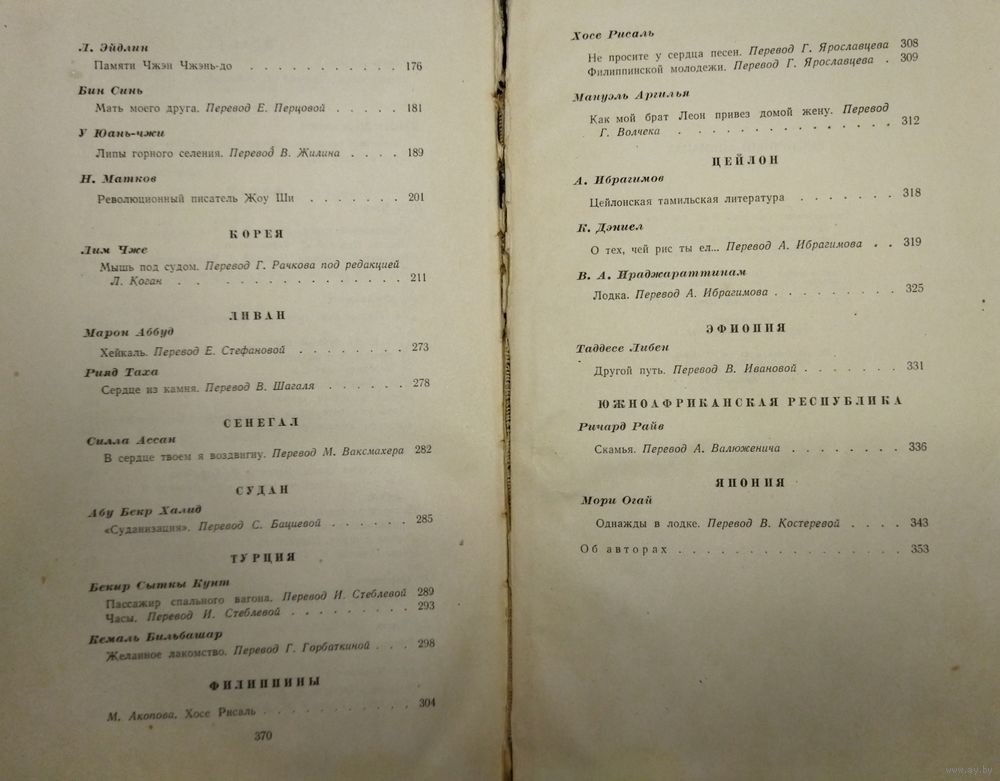 Л. Эйдлин
Памяти Чжэн Чжэнь-до . . . . . . . . . . . 176
Бин Синь
Мать моего друга. Перевод Е. Перцовой . . . . . 181
У Юань-чжи
Липы горного селения. Перевод В. Жилина . . . . 189
Н. Матков
Революционный писатель Жоу Ши . . . . . . . 201
КОРЕЯ
Лим Чже
Мышь под судом. Перевод Г. Рачкова под редакцией
Л. Коган . . . . . . . . . . . . . . 211
ЛИВАН
Марон Аббуд
Хейкаль. Перевод Е. Стефановой . . . . . . . . 273
Рияд Таха
Сердце из камня. Перевод В. Шагаля . . . . . . 278
СЕНЕГАЛ
Силла Ассан
В сердце твоем я воздвигну. Перевод М. Ваксмахера 282
СУДАН
Абу Бекр Халид
«Суданизация». Перевод С. Бациевой . . . . . . 285
ТУРЦИЯ
Бекир Сыткы Кунт
Пассажир спального вагона. Перевод И. Стеблевой 289
Часы. Перевод И. Стеблевой . . . . . . . . . 293
Кемаль Бильбашар
Желанное лакомство. Перевод Г. Горбаткиной . . . 298
ФИЛИППИНЫ
М. Акопова. Хосе Рисаль . . . . . . . . . . . 304
370
Хосе Рисаль
Не просите у сердца песен. Перевод Г. Ярославцева 308
Филиппинской молодежи. Перевод Г. Ярославцева . 309
Мануэль Аргилья
Как мой брат Леон привез домой жену. Перевод
Г. Волчека . . . . . . . . . . . . . . 312
ЦЕЙЛОН
А. Ибрагимов
Цейлонская тамильская литература . . . . . . . 318
К. Дэниел
О тех, чей рис ты ел... Перевод А. Ибрагимова . . 319
В. А. Ираджараттинам
Лодка. Перевод А. Ибрагимова . . . . . . . . . 325
ЭФИОПИЯ
Таддесе Либен
Другой путь. Перевод В. Ивановой . . . . . . . . 331
ЮЖНОАФРИКАНСКАЯ РЕСПУБЛИКА
Ричард Райв
Скамья. Перевод А. Валюженича . . . . . . . . 336
ЯПОНИЯ
Мори Огай
Однажды в лодке. Перевод В. Костеревой . . . . 343
Об авторах . . . . . . . . . . . . . . . . . 353
www.ay.by